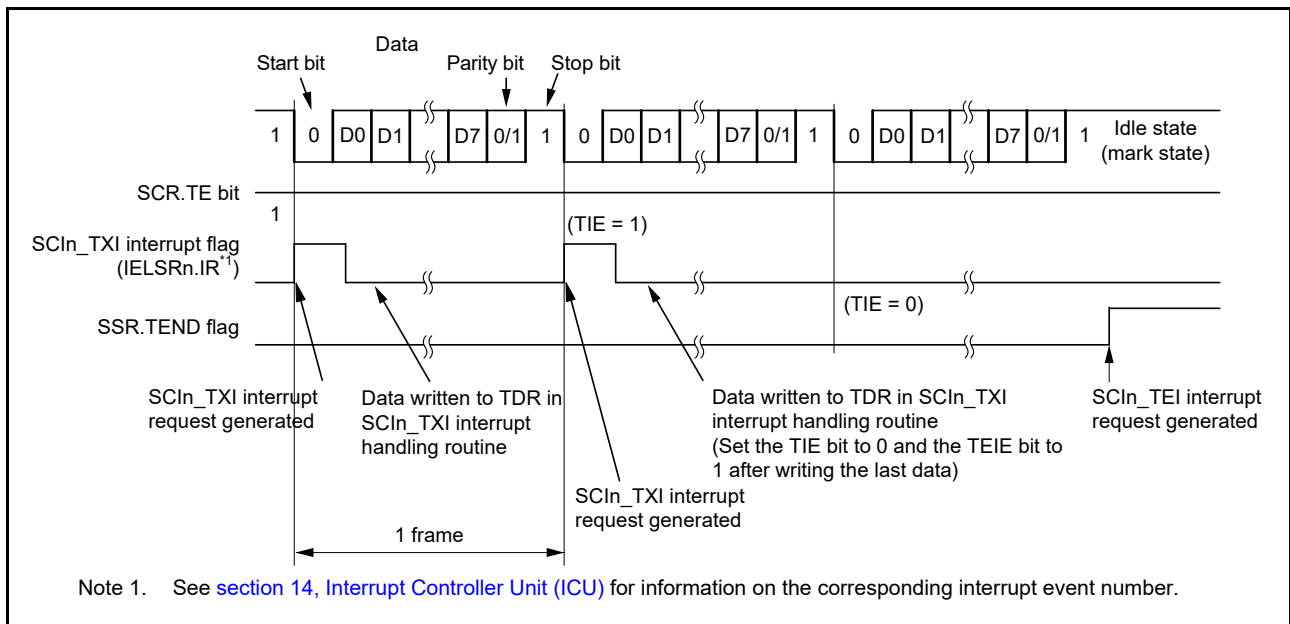 Data
Start bit
Parity bit
Stop bit
1 0 D0 D1 D7 0/1 1 0 D0 D1 D7 0/1 1 0 D0 D1 D7 0/1 1
Idle state
(mark state)
SCR.TE bit
1
(TIE = 1)
SCIn_TXI interrupt flag
(IELSRn.IR*1)
(TIE = 0)
SSR.TEND flag
SCIn_TXI interrupt
request generated
Data written to TDR in
SCIn_TXI interrupt
handling routine
Data written to TDR in SCIn_TXI
interrupt handling routine
(Set the TIE bit to 0 and the TEIE bit to
1 after writing the last data)
SCIn_TEI interrupt
request generated
SCIn_TXI interrupt
request generated
1 frame
Note 1. See section 14, Interrupt Controller Unit (ICU) for information on the corresponding interrupt event number.